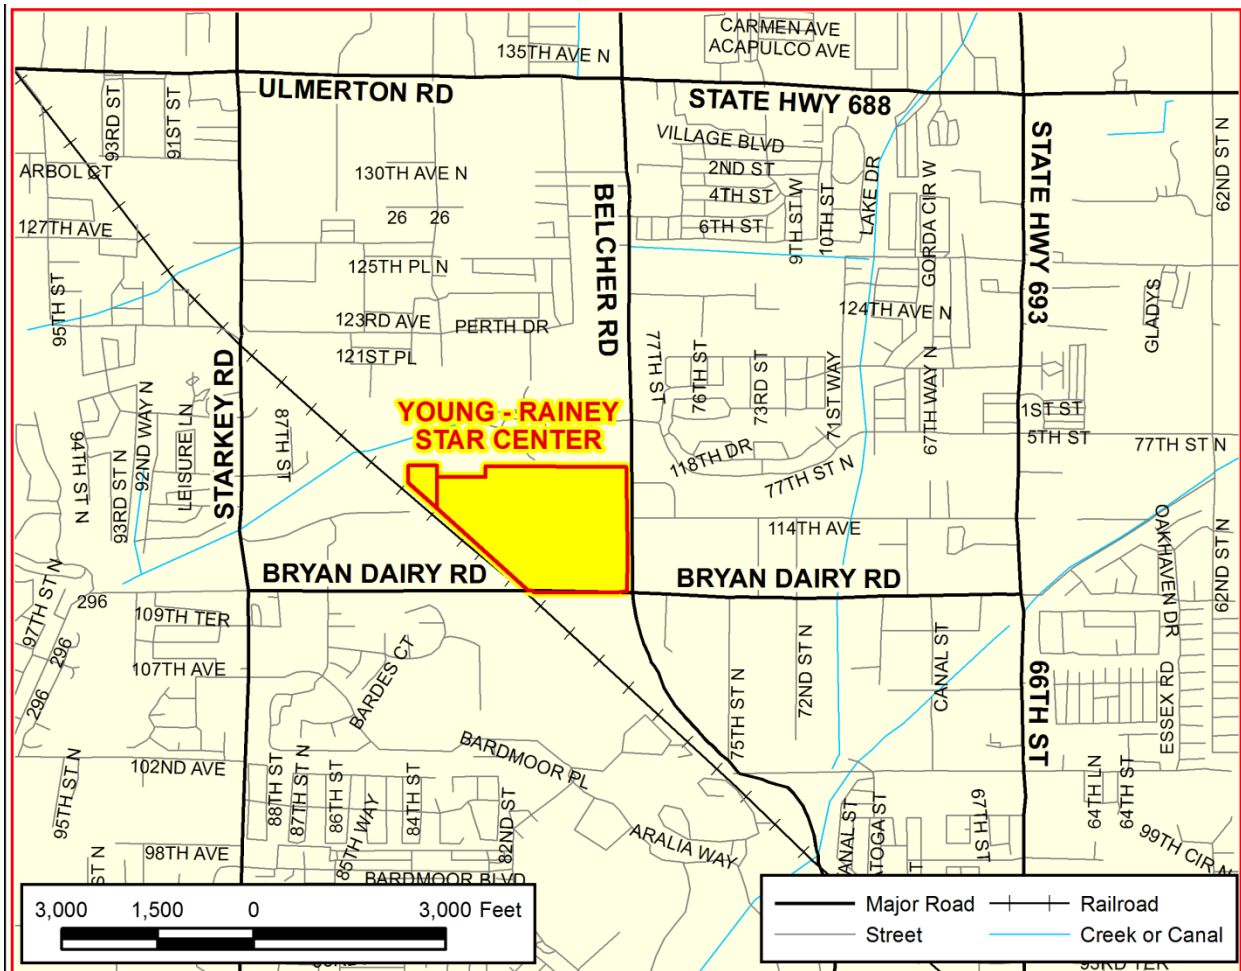 CARMEN AVE
ACAPULCO AVE
135TH AVE N
ULMERTON RD
STATE HWY 688
93RD ST
91ST ST
STATE HWY 693
62ND ST N
VILLAGE BLVD
ARBOL CT
130TH AVE N
2ND ST
LAKE DR
GORDA CIR W
BELCHER RD
4TH ST
9TH ST W
10TH ST
26 26
127TH AVE
6TH ST
125TH PL N
95TH ST
124TH AVE N
GLADYS
123RD AVE
PERTH DR
121ST PL
77TH ST
76TH ST
73RD ST
71ST WAY
67TH WAY N
STARKEY RD
92ND WAY N
LEISURE LN
87TH ST
YOUNG - RAINEY
STAR CENTER
1ST ST
5TH ST
77TH ST N
94TH ST N
93RD ST N
118TH DR
77TH ST N
114TH AVE
OAKHAVEN DR
62ND ST N
BRYAN DAIRY RD
BRYAN DAIRY RD
97TH ST N
296
109TH TER
296
107TH AVE
296
BARDES CT
72ND ST N
75TH ST N
CANAL ST
66TH ST
ESSEX RD
102ND AVE
BARDMOOR PL
95TH ST N
88TH ST
87TH ST N
86TH ST
85TH WAY
84TH ST
82ND ST
ARALIA WAY
ANAL ST
ATOGA ST
67TH ST
64TH LN
64TH ST
99TH CIR N
98TH AVE
ST N
BARDMOOR BLVD
3,000 1,500 0 3,000 Feet
Major Road
Railroad
Street
Creek or Canal
93RD TER